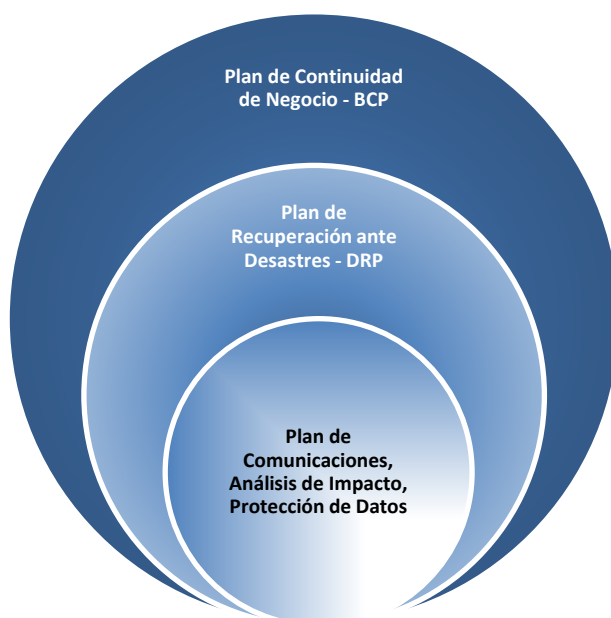 Plan de Continuidad
de Negocio - BCP
Plan de
Recuperación ante
Desastres - DRP
Plan de
Comunicaciones,
Análisis de Impacto,
Protección de Datos